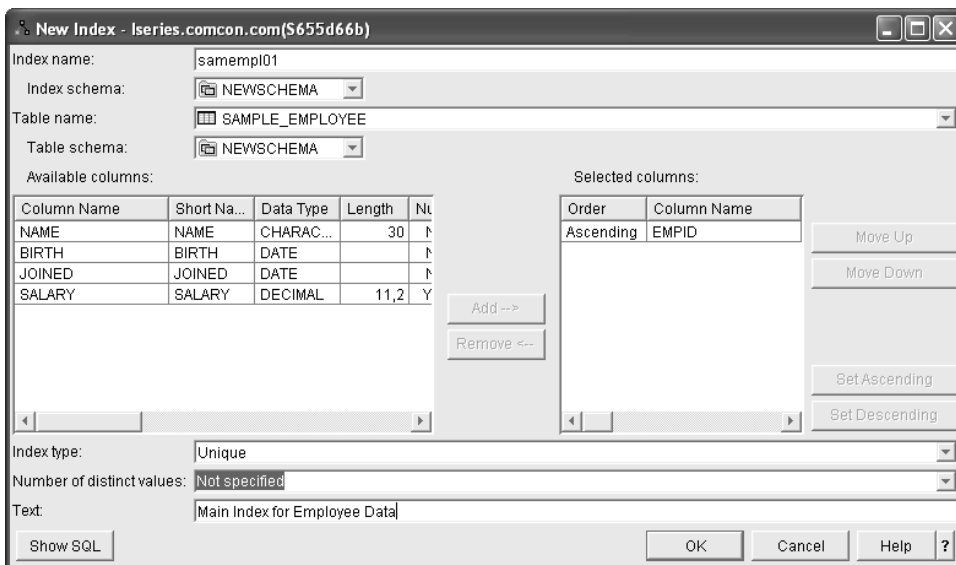 New Index - Iseries.comcon.com(S655d66b)
Index name: samempl01
Index schema: NEWSCHEMA
Table name: SAMPLE_EMPLOYEE
Table schema: NEWSCHEMA
Available columns: Selected columns:
Column Name Short Na... Data Type Length Nu Order Column Name
NAME NAME CHARAC... 30 N Ascending EMPID
BIRTH BIRTH DATE N
JOINED JOINED DATE N
SALARY SALARY DECIMAL 11,2 Y
Move Up
Move Down
Add -->
Remove <--
Set Ascending
Set Descending
Index type: Unique
Number of distinct values: Not specified
Text: Main Index for Employee Data
Show SQL OK Cancel Help ?